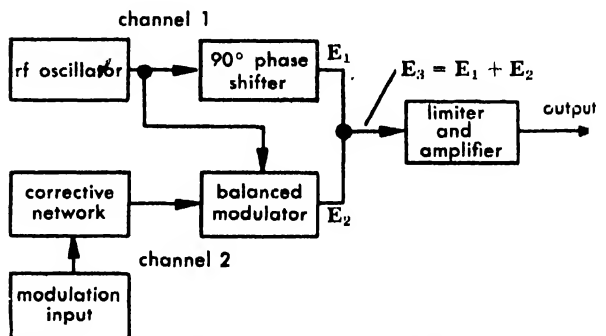 channel 1
rf oscillator
90° phase
shifter
E₁
E₃ = E₁ + E₂
limiter
and
amplifier
output
corrective
network
balanced
modulator
E₂
channel 2
modulation
input